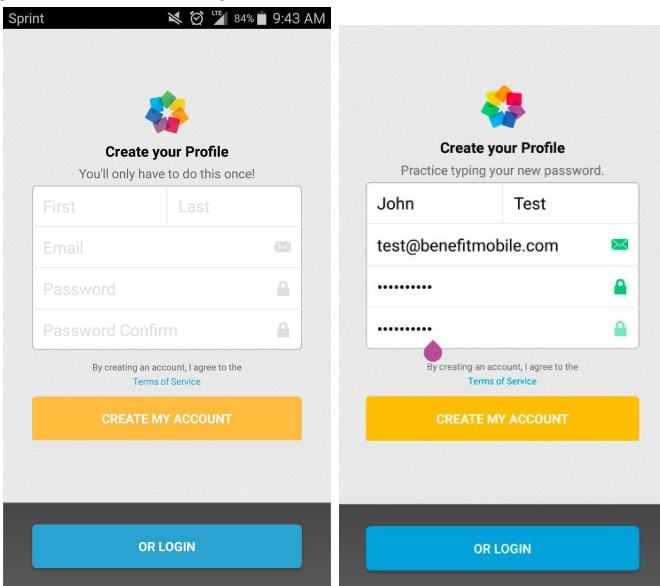 Sprint LTE 84% 9:43 AM
Create your Profile
You'll only have to do this once!
First Last
Email
Password
Password Confirm
By creating an account, I agree to the
Terms of Service
CREATE MY ACCOUNT
OR LOGIN
Create your Profile
Practice typing your new password.
John Test
test@benefitmobile.com
••••••••••
••••••••••
By creating an account, I agree to the
Terms of Service
CREATE MY ACCOUNT
OR LOGIN